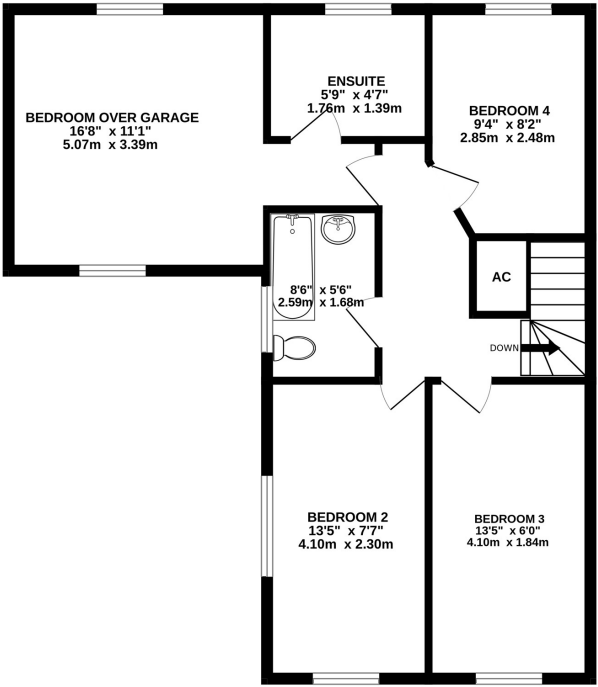 ENSUITE
5'9" x 4'7"
1.76m x 1.39m
BEDROOM OVER GARAGE
16'8" x 11'1"
5.07m x 3.39m
BEDROOM 4
9'4" x 8'2"
2.85m x 2.48m
AC
8'6" x 5'6"
2.59m x 1.68m
DOWN
BEDROOM 2
13'5" x 7'7"
4.10m x 2.30m
BEDROOM 3
13'5" x 6'0"
4.10m x 1.84m